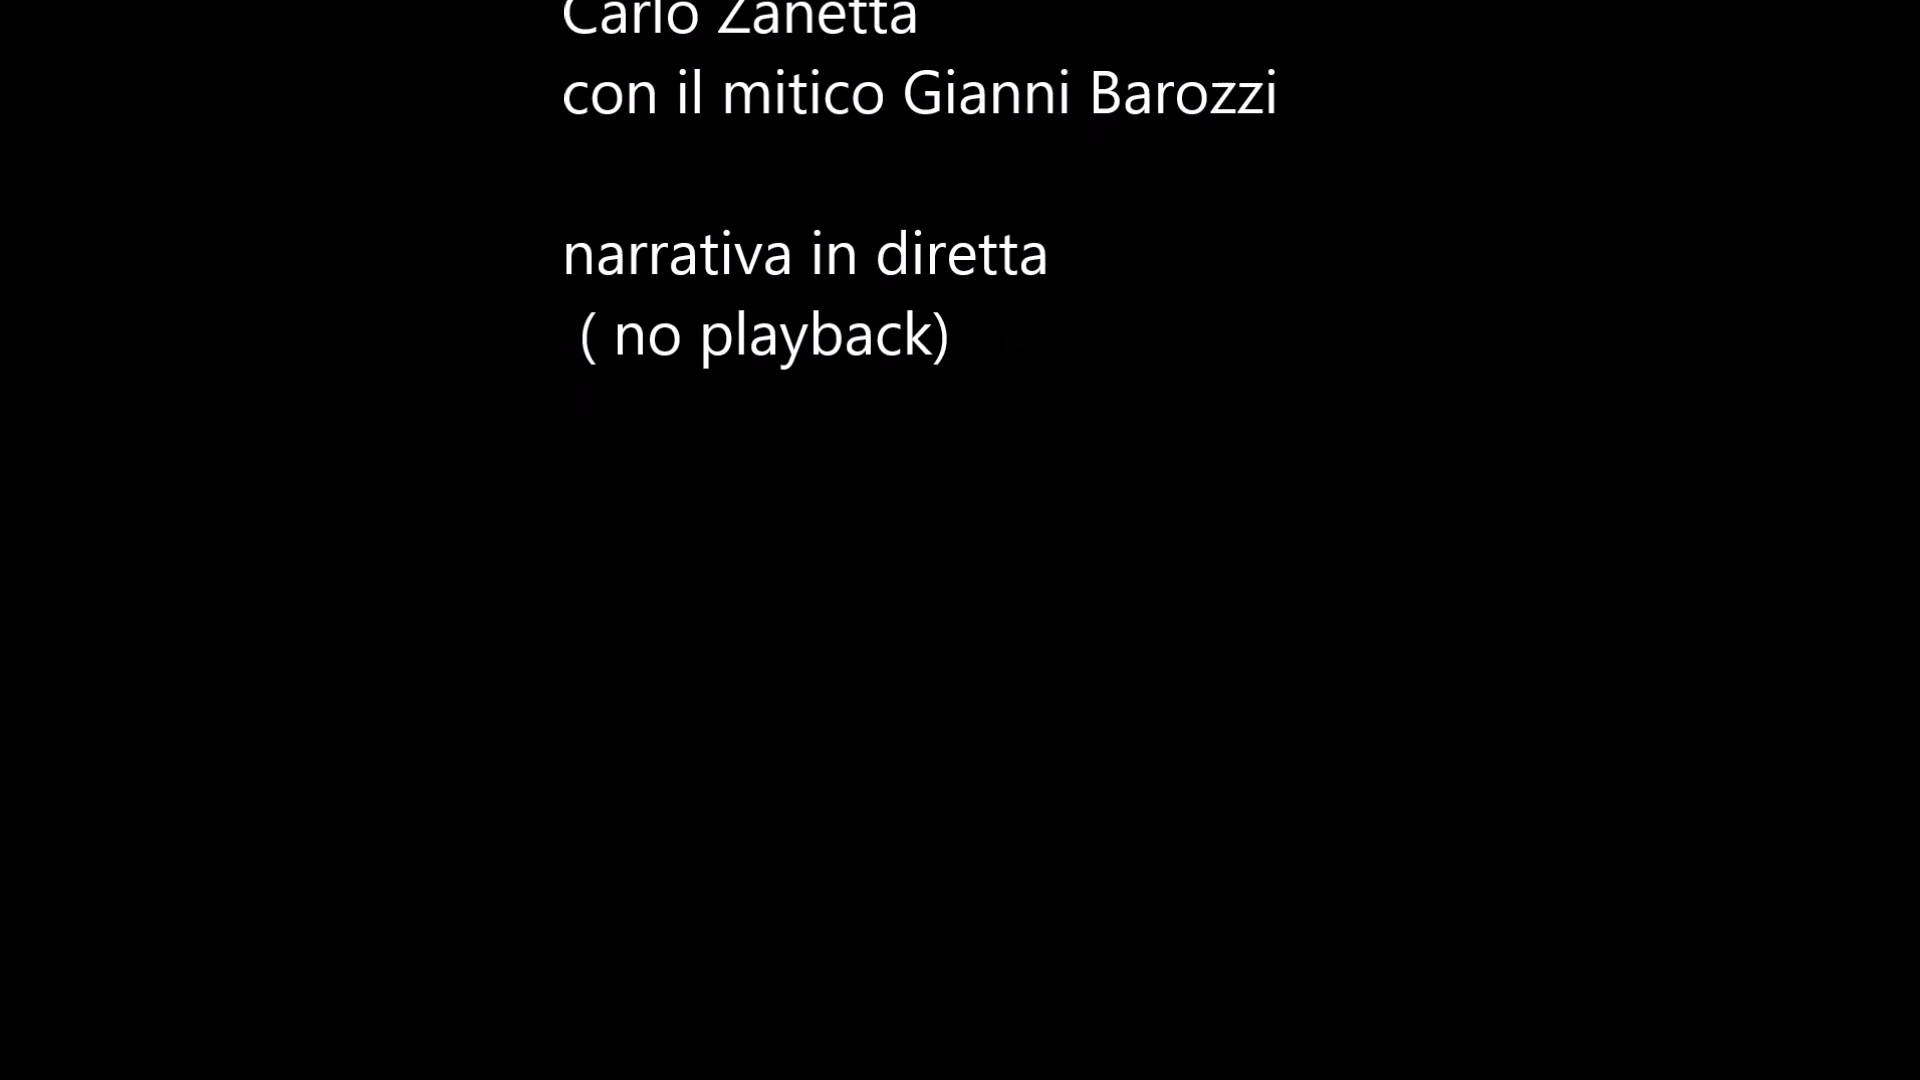 Carlo Zanetta
con il mitico Gianni Barozzi
narrativa in diretta
( no playback)